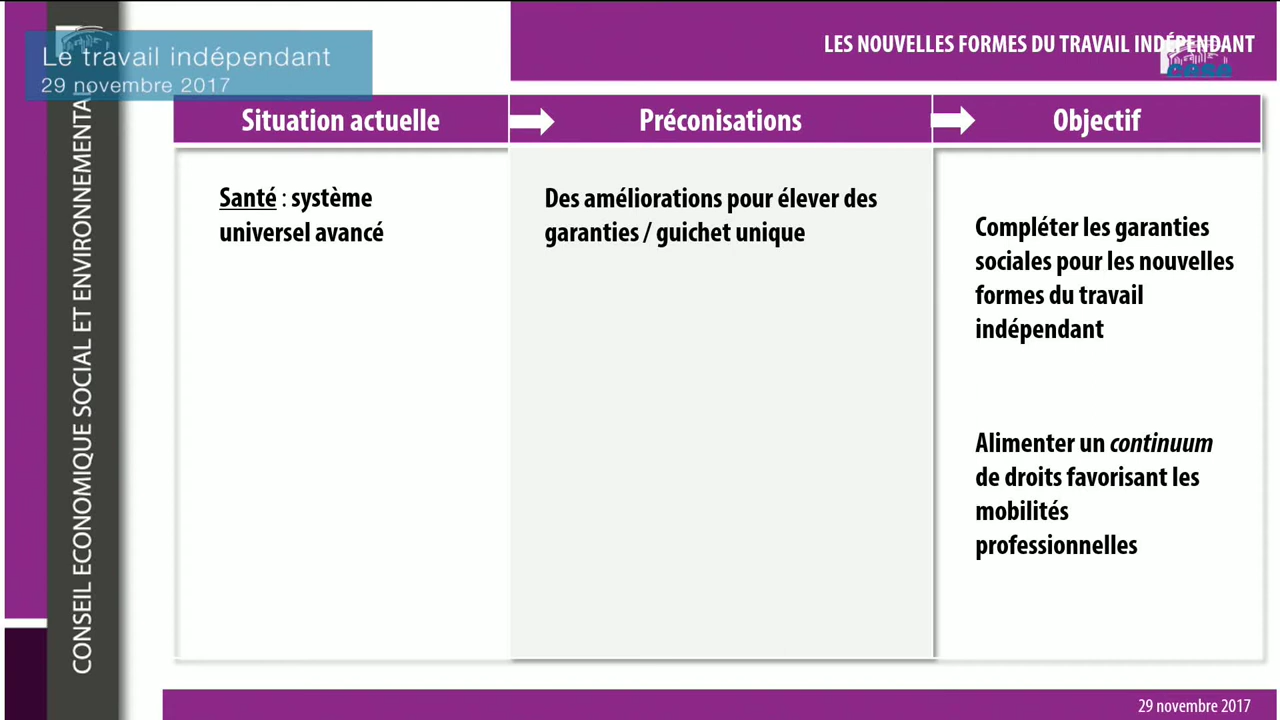 Le travail indépendant
29 novembre 2017
LES NOUVELLES FORMES DU TRAVAIL INDÉPENDANT
CONSEIL ECONOMIQUE SOCIAL ET ENVIRONNEMENTAL
Situation actuelle
Préconisations
Objectif
Santé : système
universel avancé
Des améliorations pour élever des
garanties / guichet unique
Compléter les garanties
sociales pour les nouvelles
formes du travail
indépendant
Alimenter un continuum
de droits favorisant les
mobilités
professionnelles
29 novembre 2017